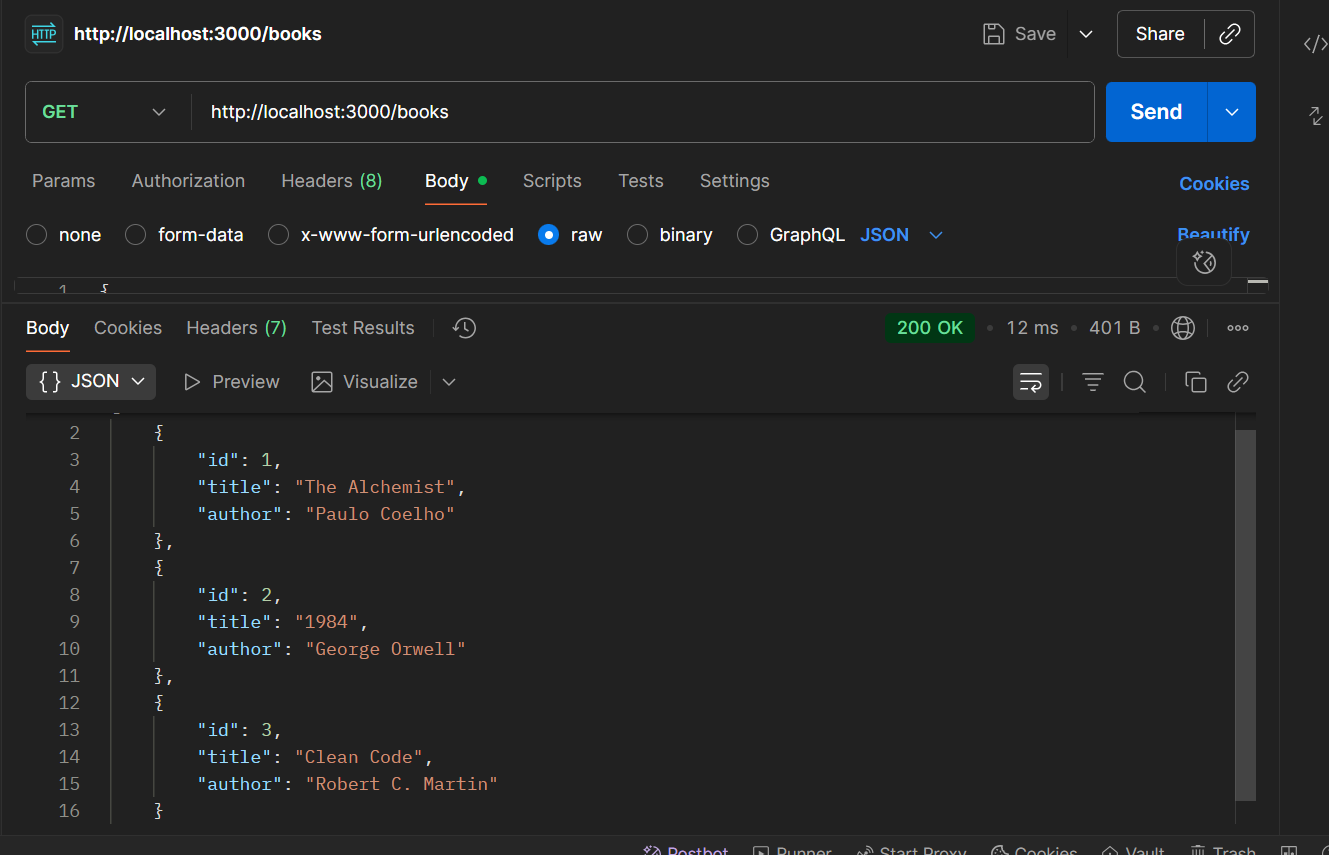 HTTP http://localhost:3000/books Save Share
GET http://localhost:3000/books Send
Params Authorization Headers (8) Body Scripts Tests Settings Cookies
none form-data x-www-form-urlencoded raw binary GraphQL JSON Beautify
1 {
Body Cookies Headers (7) Test Results 200 OK 12 ms 401 B
{} JSON Preview Visualize
2 {
3 "id": 1,
4 "title": "The Alchemist",
5 "author": "Paulo Coelho"
6 },
7 {
8 "id": 2,
9 "title": "1984",
10 "author": "George Orwell"
11 },
12 {
13 "id": 3,
14 "title": "Clean Code",
15 "author": "Robert C. Martin"
16 }
Postbot Runner Start Proxy Cookies Vault Trash